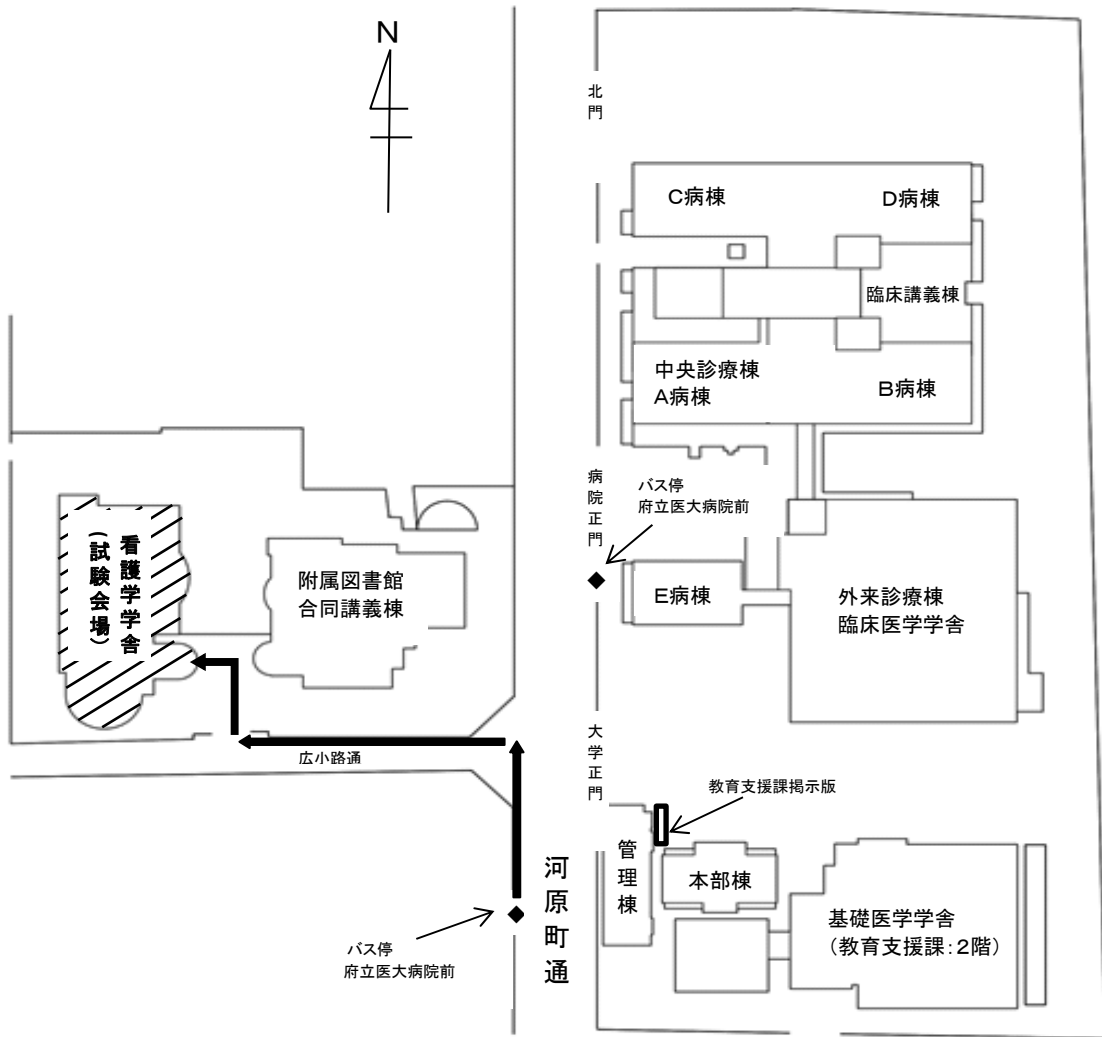 N
北門
C病棟
D病棟
臨床講義棟
中央診療棟
A病棟
B病棟
病院正門
バス停
府立医大病院前
看護学学舎
(試験会場)
附属図書館
合同講義棟
E病棟
外来診療棟
臨床医学学舎
大学正門
広小路通
教育支援課掲示版
管理棟
本部棟
河原町通
基礎医学学舎
(教育支援課:2階)
バス停
府立医大病院前